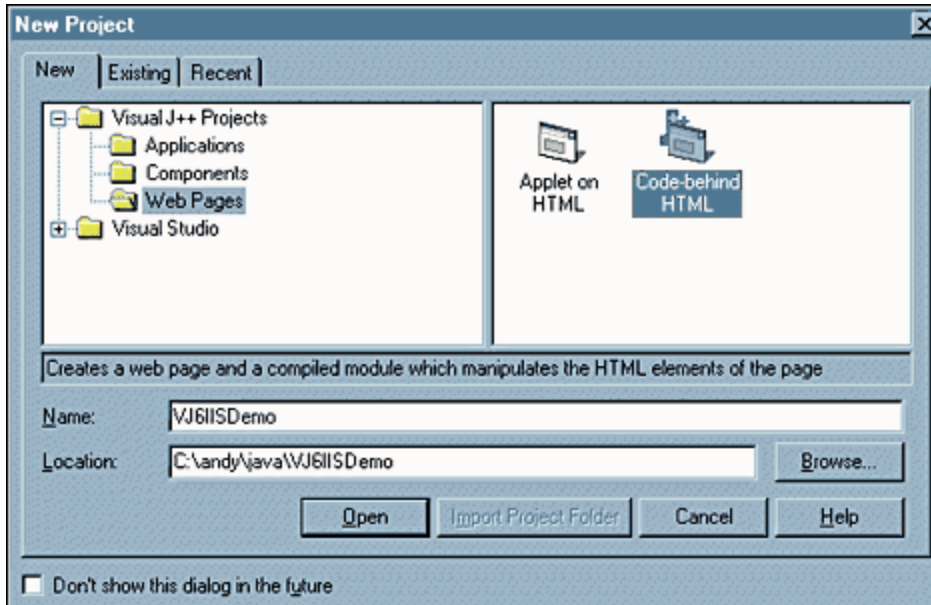 New Project
New Existing Recent
Visual J++ Projects
Applications
Components
Web Pages
Visual Studio
Applet on
HTML
Code-behind
HTML
Creates a web page and a compiled module which manipulates the HTML elements of the page
Name: VJ6IISDemo
Location: C:\andy\java\VJ6IISDemo Browse...
Open Import Project Folder Cancel Help
Don't show this dialog in the future